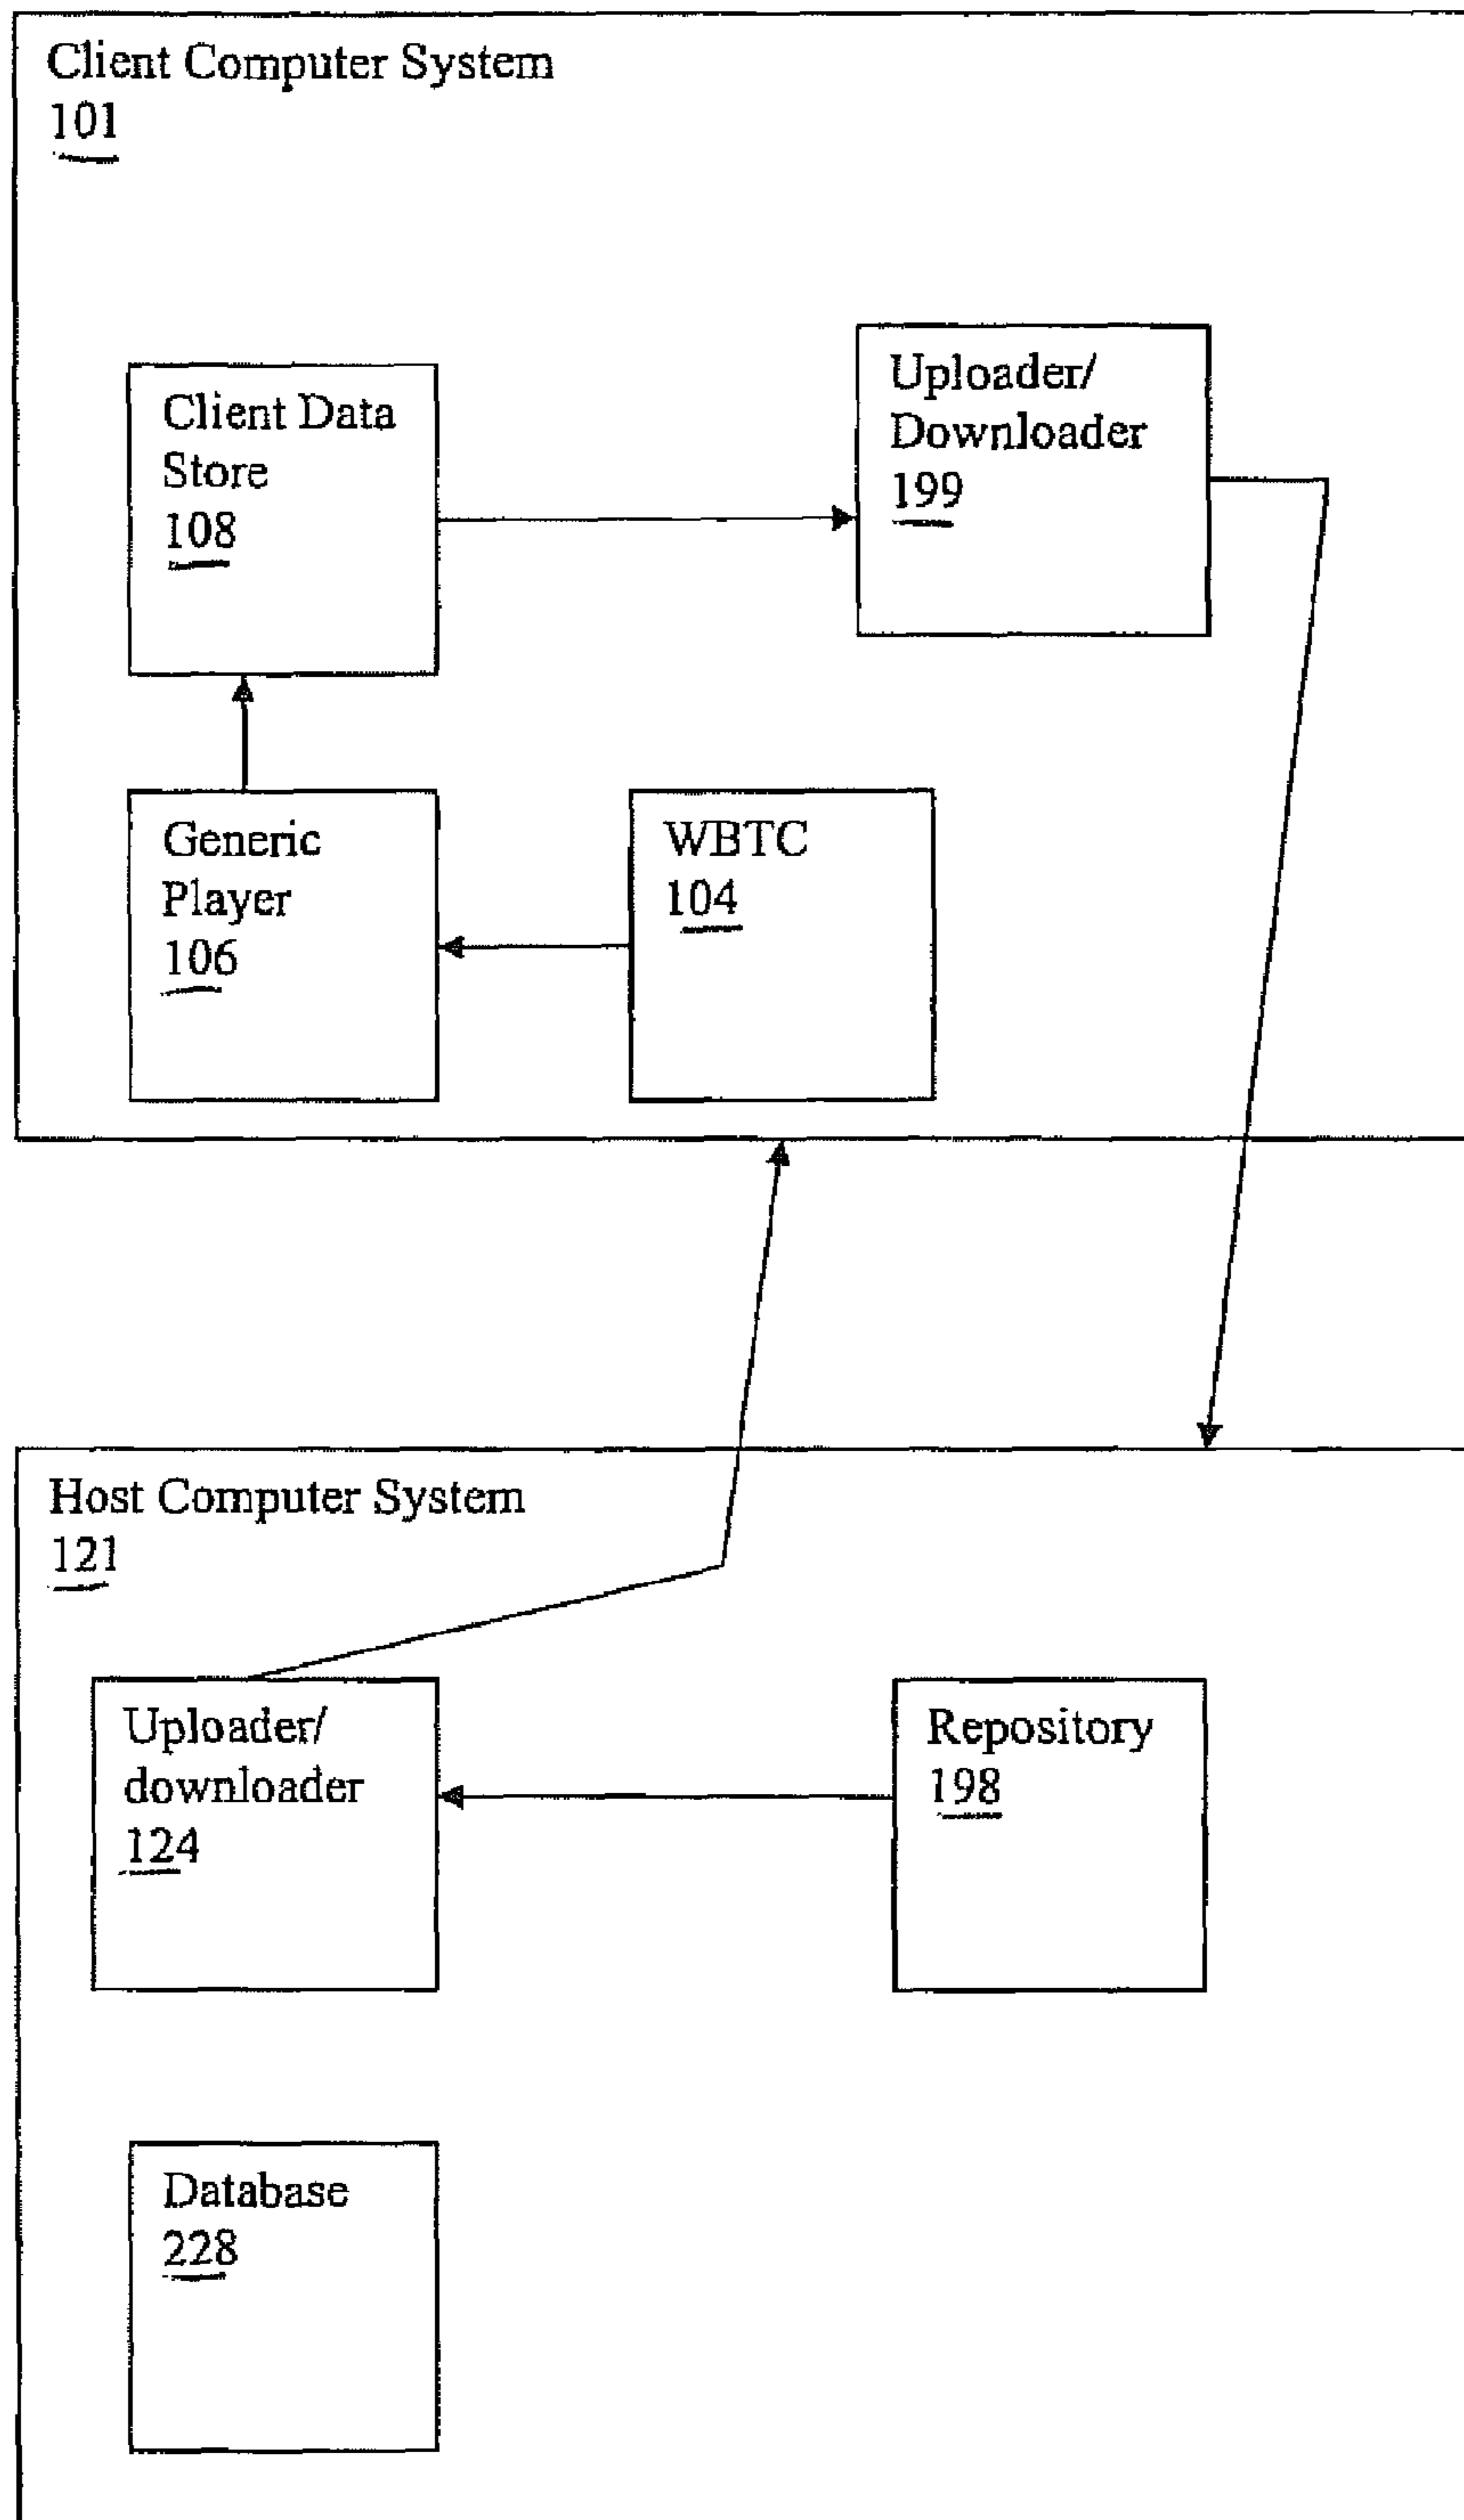 Client Computer System
101
Client Data
Store
108
Uploader/
Downloader
199
Generic
Player
106
WBTC
104
Host Computer System
121
Uploader/
downloader
124
Repository
198
Database
228